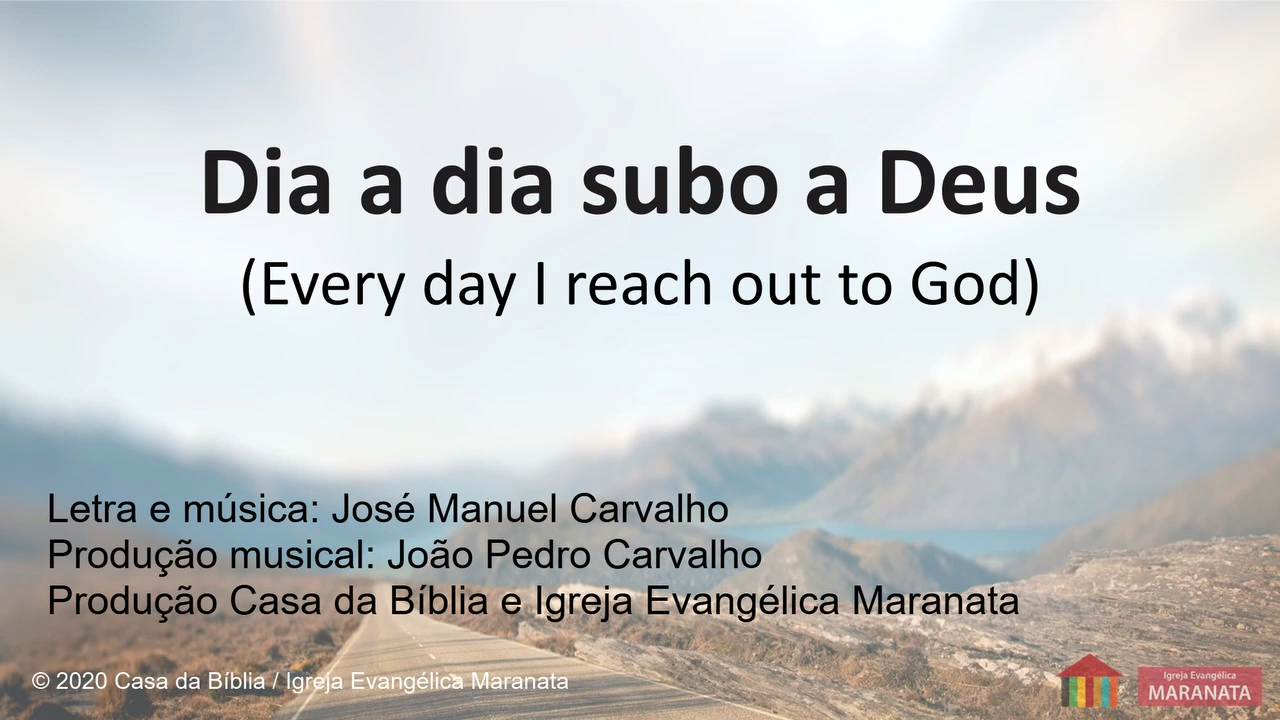 Dia a dia subo a Deus
(Every day I reach out to God)
Letra e música: José Manuel Carvalho
Produção musical: João Pedro Carvalho
Produção Casa da Bíblia e Igreja Evangélica Maranata
© 2020 Casa da Bíblia / Igreja Evangélica Maranata
Igreja Evangélica
MARANATA